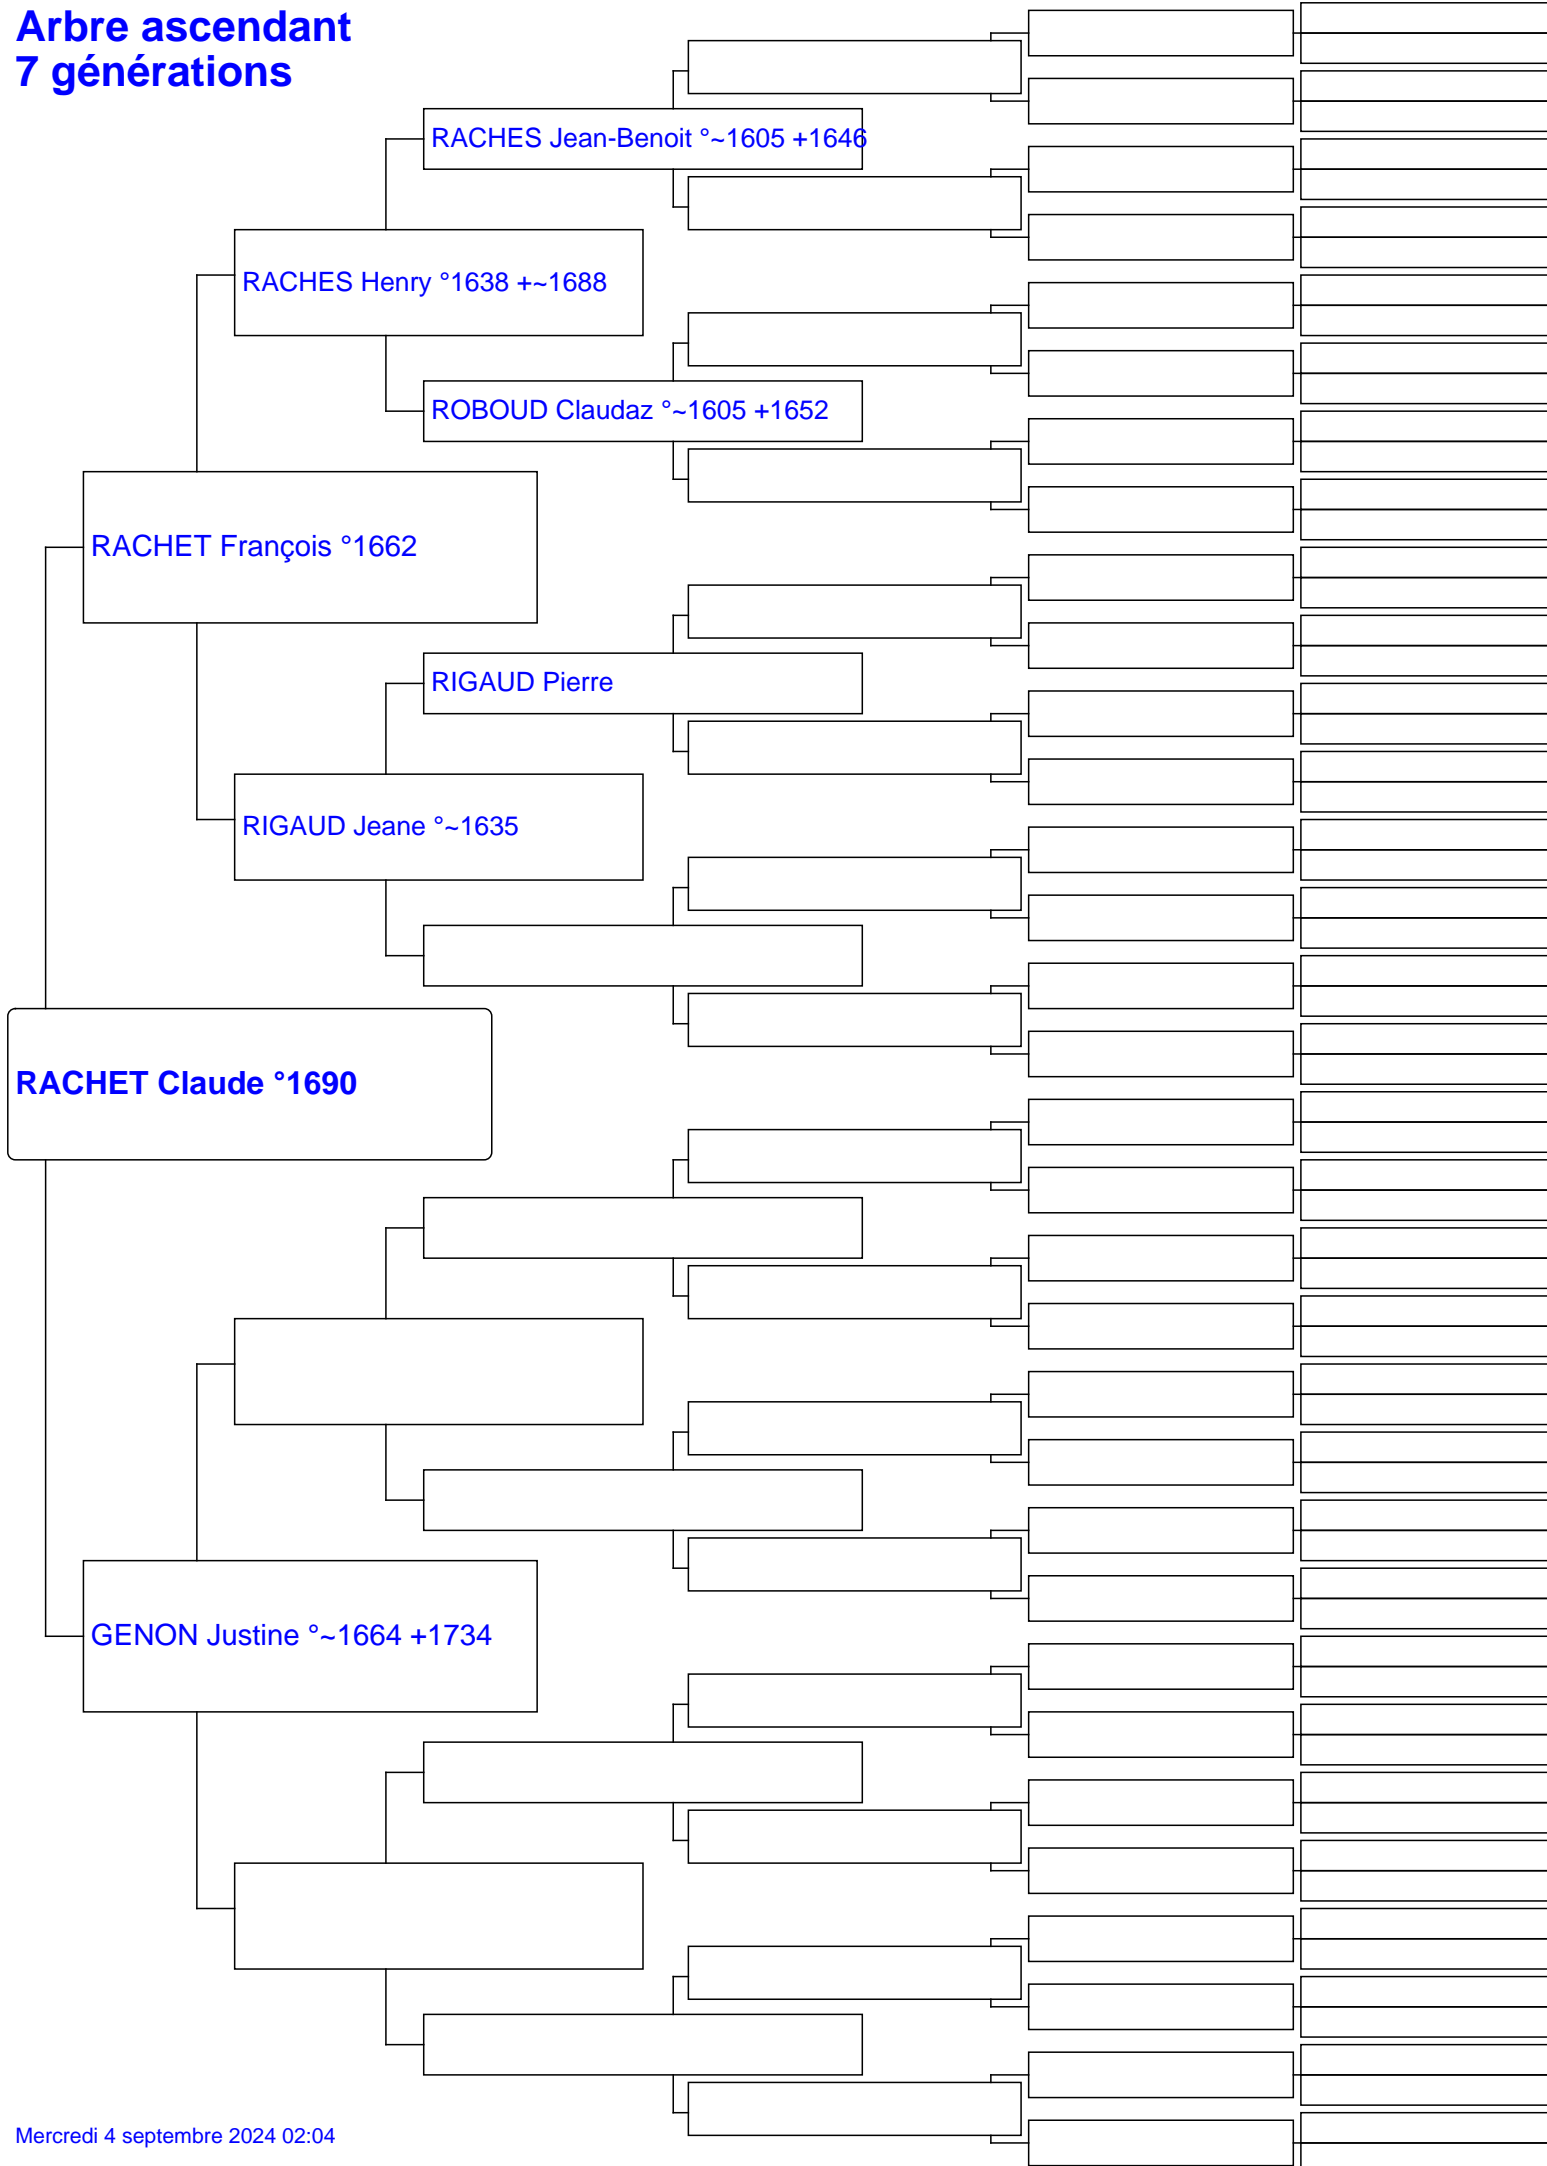 Arbre ascendant
7 générations
RACHES Jean-Benoit °~1605 +1646
RACHES Henry °1638 +~1688
ROBOUD Claudaz °~1605 +1652
RACHET François °1662
RIGAUD Pierre
RIGAUD Jeane °~1635
RACHET Claude °1690
GENON Justine °~1664 +1734
Mercredi 4 septembre 2024 02:04